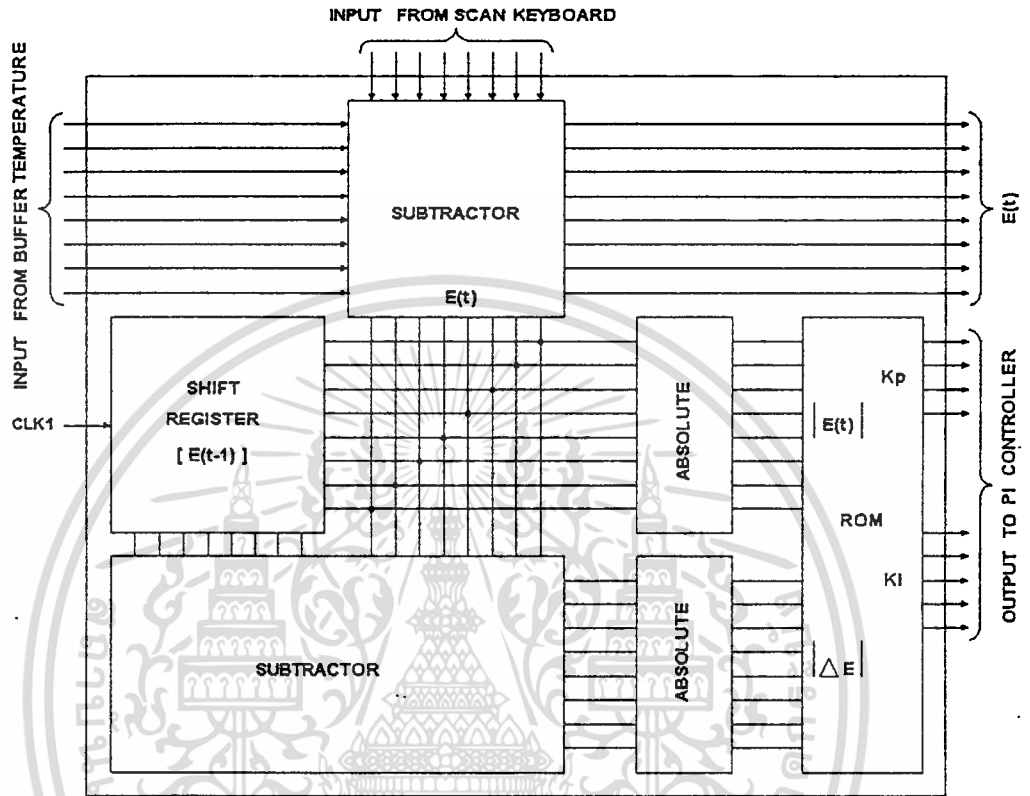 INPUT FROM SCAN KEYBOARD
INPUT FROM BUFFER TEMPERATURE
SUBTRACTOR
E(t)
E(t)
CLK1
SHIFT
REGISTER
[ E(t-1) ]
ABSOLUTE
Kp
|E(t)|
ROM
KI
|△E|
OUTPUT TO PI CONTROLLER
SUBTRACTOR
ABSOLUTE